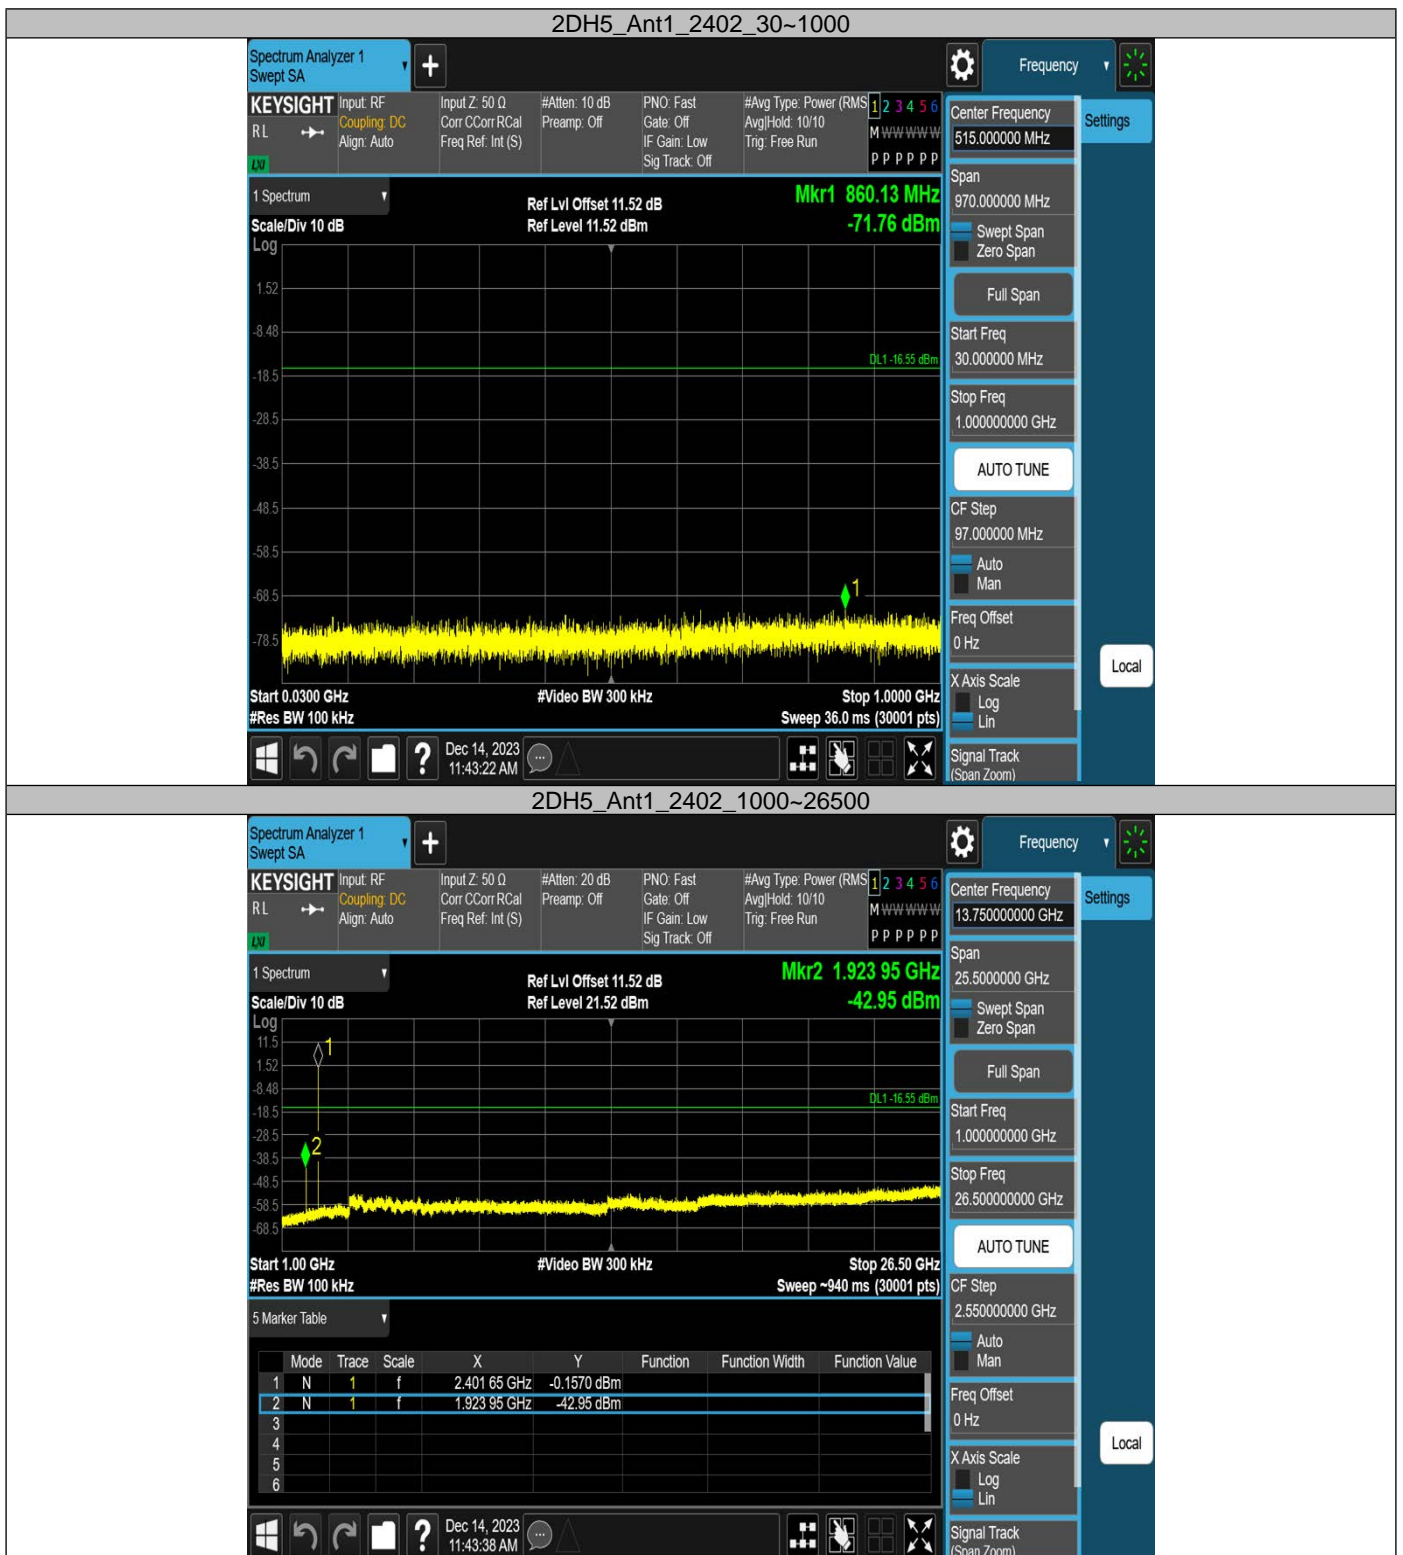 2DH5_Ant1_2402_30~1000
Spectrum Analyzer 1
Swept SA
+
Frequency
KEYSIGHT
RL
LXI
Input: RF
Coupling: DC
Align: Auto
Input Z: 50 Ω
Corr CCorr RCal
Freq Ref: Int (S)
#Atten: 10 dB
Preamp: Off
PNO: Fast
Gate: Off
IF Gain: Low
Sig Track: Off
#Avg Type: Power (RMS
Avg|Hold: 10/10
Trig: Free Run
1 2 3 4 5 6
M W W W W W
P P P P P P
1 Spectrum
Scale/Div 10 dB
Log
Ref Lvl Offset 11.52 dB
Ref Level 11.52 dBm
Mkr1 860.13 MHz
-71.76 dBm
1.52
-8.48
-18.5
-28.5
-38.5
-48.5
-58.5
-68.5
-78.5
DL1 -16.55 dBm
1
Start 0.0300 GHz
#Res BW 100 kHz
#Video BW 300 kHz
Stop 1.0000 GHz
Sweep 36.0 ms (30001 pts)
?
Dec 14, 2023
11:43:22 AM
Center Frequency
515.000000 MHz
Settings
Span
970.000000 MHz
Swept Span
Zero Span
Full Span
Start Freq
30.000000 MHz
Stop Freq
1.000000000 GHz
AUTO TUNE
CF Step
97.000000 MHz
Auto
Man
Freq Offset
0 Hz
X Axis Scale
Log
Lin
Signal Track
(Span Zoom)
Local
2DH5_Ant1_2402_1000~26500
Spectrum Analyzer 1
Swept SA
+
Frequency
KEYSIGHT
RL
LXI
Input: RF
Coupling: DC
Align: Auto
Input Z: 50 Ω
Corr CCorr RCal
Freq Ref: Int (S)
#Atten: 20 dB
Preamp: Off
PNO: Fast
Gate: Off
IF Gain: Low
Sig Track: Off
#Avg Type: Power (RMS
Avg|Hold: 10/10
Trig: Free Run
1 2 3 4 5 6
M W W W W W
P P P P P P
1 Spectrum
Scale/Div 10 dB
Log
Ref Lvl Offset 11.52 dB
Ref Level 21.52 dBm
Mkr2 1.923 95 GHz
-42.95 dBm
11.5
1.52
-8.48
-18.5
-28.5
-38.5
-48.5
-58.5
-68.5
DL1 -16.55 dBm
1
2
Start 1.00 GHz
#Res BW 100 kHz
#Video BW 300 kHz
Stop 26.50 GHz
Sweep ~940 ms (30001 pts)
5 Marker Table
Mode Trace Scale X Y Function Function Width Function Value
1 N 1 f 2.401 65 GHz -0.1570 dBm
2 N 1 f 1.923 95 GHz -42.95 dBm
3
4
5
6
?
Dec 14, 2023
11:43:38 AM
Center Frequency
13.750000000 GHz
Settings
Span
25.5000000 GHz
Swept Span
Zero Span
Full Span
Start Freq
1.000000000 GHz
Stop Freq
26.500000000 GHz
AUTO TUNE
CF Step
2.550000000 GHz
Auto
Man
Freq Offset
0 Hz
X Axis Scale
Log
Lin
Signal Track
(Span Zoom)
Local